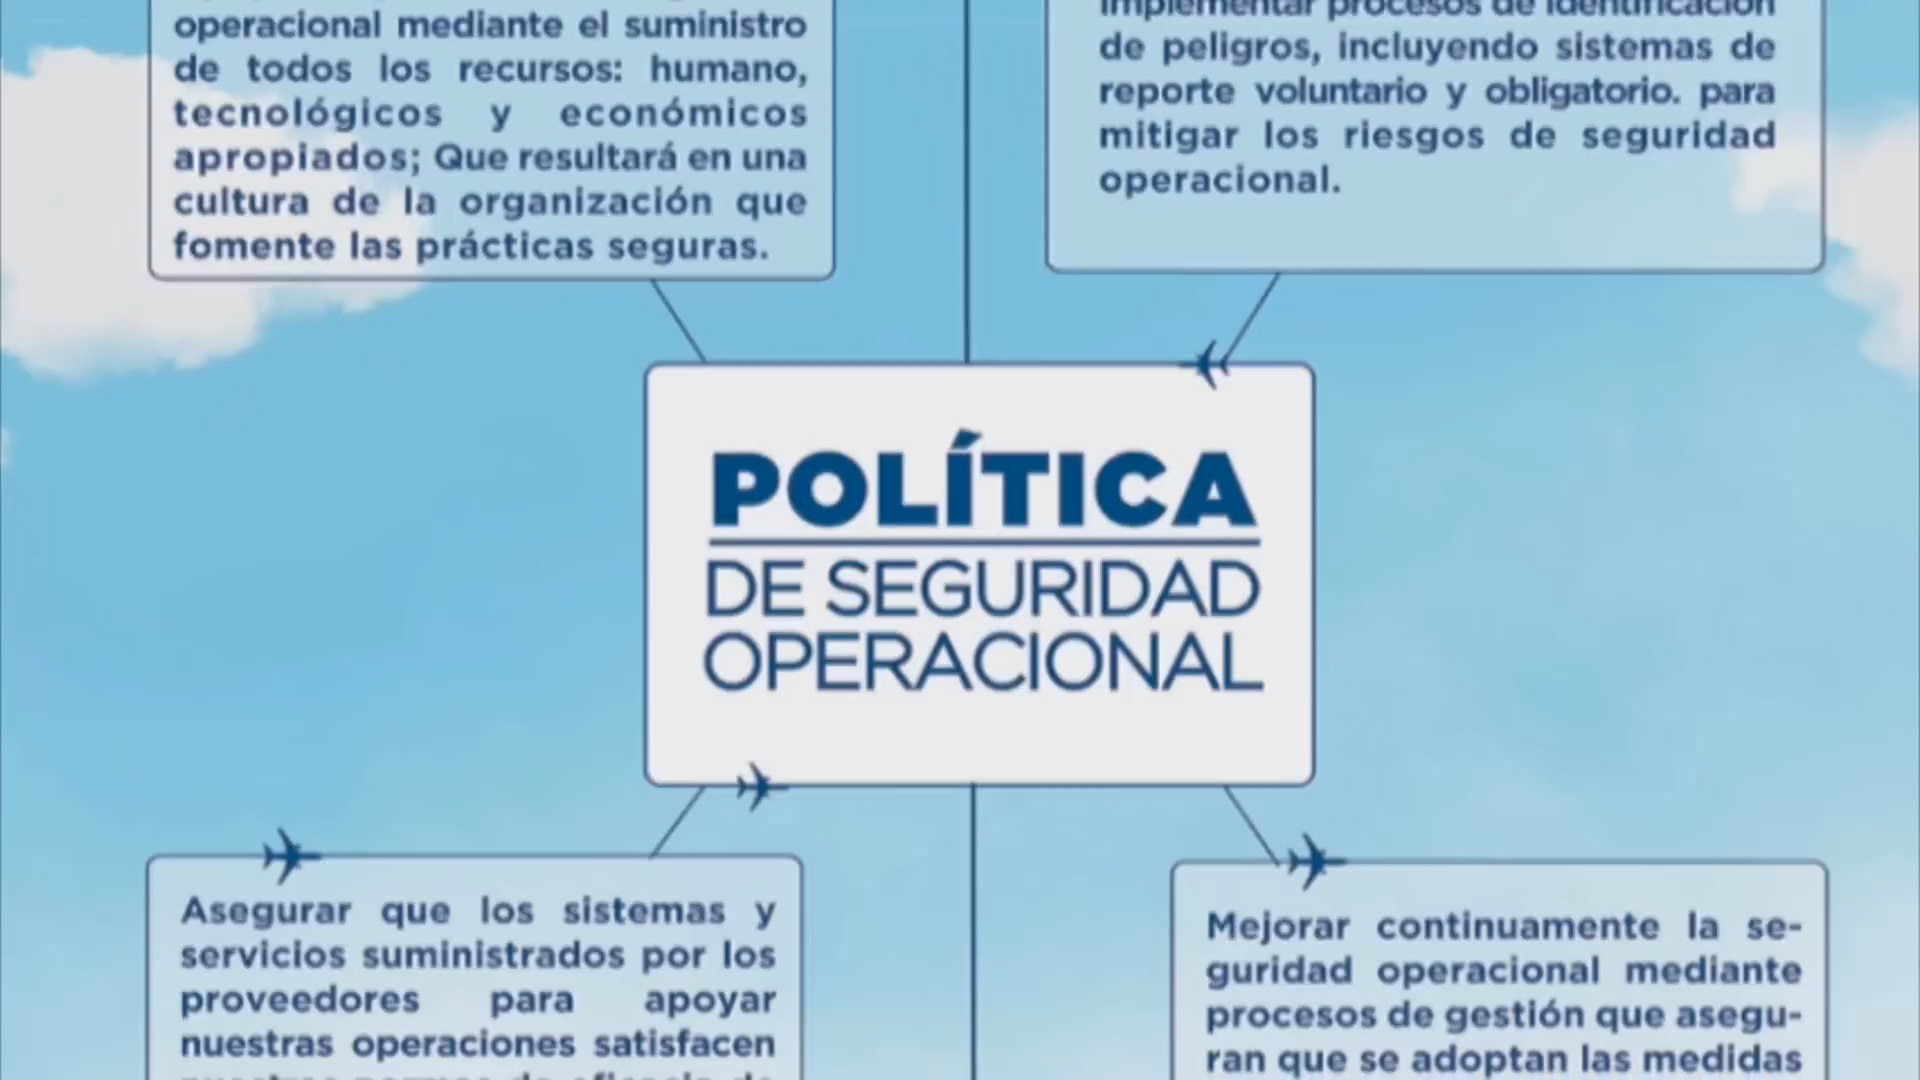 operacional mediante el suministro
de todos los recursos: humano,
tecnológicos y económicos
apropiados; Que resultará en una
cultura de la organización que
fomente las prácticas seguras.
Implementar procesos de identificación
de peligros, incluyendo sistemas de
reporte voluntario y obligatorio. para
mitigar los riesgos de seguridad
operacional.
POLÍTICA
DE SEGURIDAD
OPERACIONAL
Asegurar que los sistemas y
servicios suministrados por los
proveedores para apoyar
nuestras operaciones satisfacen
Mejorar continuamente la se-
guridad operacional mediante
procesos de gestión que asegu-
ran que se adoptan las medidas